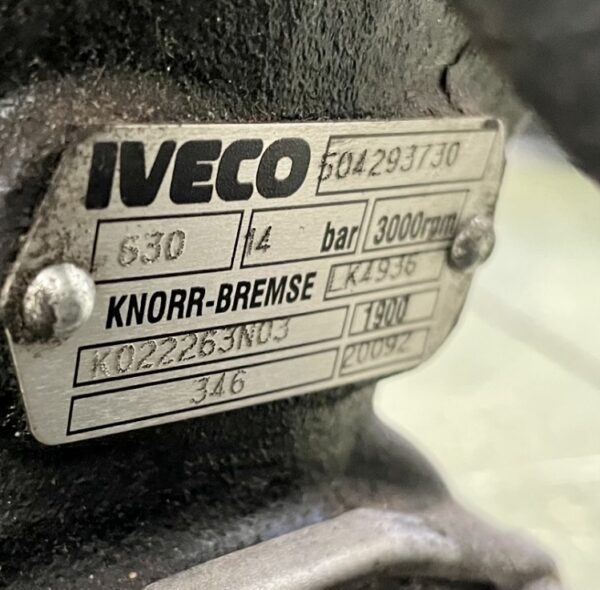 IVECO 504293730
630 14 bar 3000rpm
KNORR-BREMSE LK4936
K022263N03 1900
346 20092